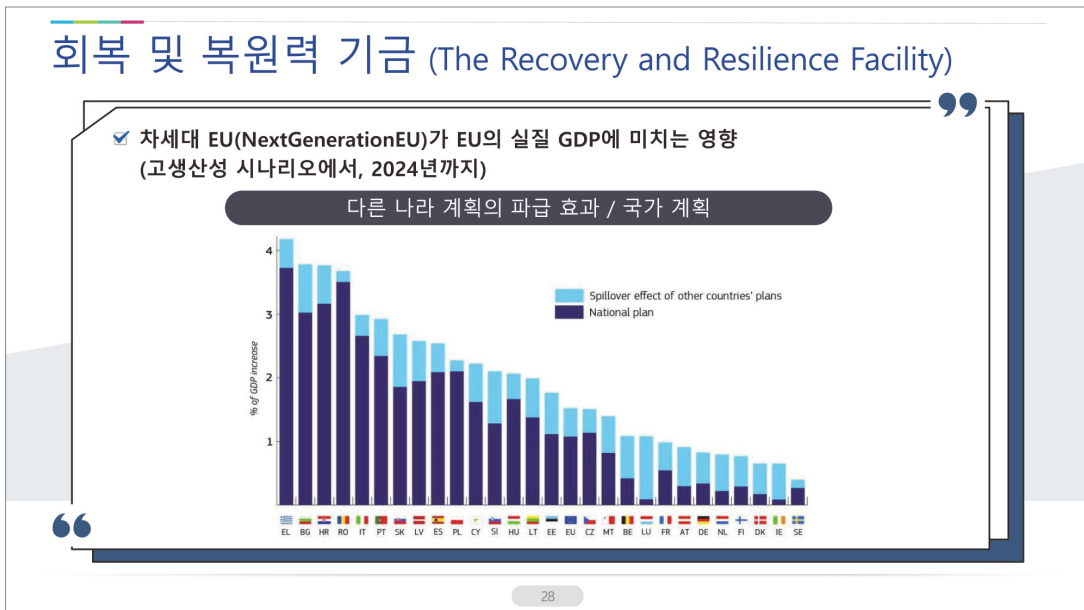 회복 및 복원력 기금 (The Recovery and Resilience Facility)
차세대 EU(NextGenerationEU)가 EU의 실질 GDP에 미치는 영향
(고생산성 시나리오에서, 2024년까지)
다른 나라 계획의 파급 효과 / 국가 계획
4
3
2
1
% of GDP increase
Spillover effect of other countries' plans
National plan
EL BG HR RO IT PT SK LV ES PL CY SI HU LT EE EU CZ MT BE LU FR AT DE NL FI DK IE SE
28